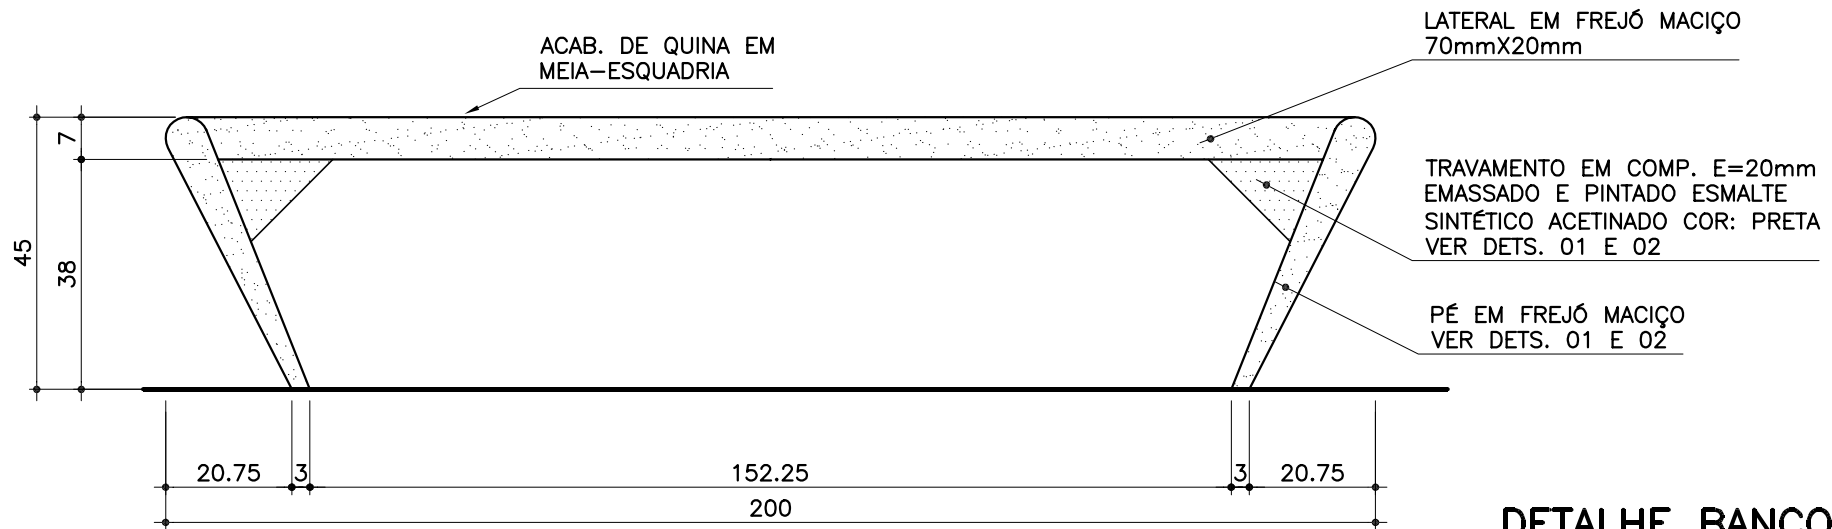 LATERAL EM FREJÓ MACIÇO
70mmX20mm
ACAB. DE QUINA EM
MEIA-ESQUADRIA
7
TRAVAMENTO EM COMP. E=20mm
EMASSADO E PINTADO ESMALTE
SINTÉTICO ACETINADO COR: PRETA
VER DETS. 01 E 02
45
38
PÉ EM FREJÓ MACIÇO
VER DETS. 01 E 02
20.75 3 152.25 3 20.75
200
DETALHE BANCO